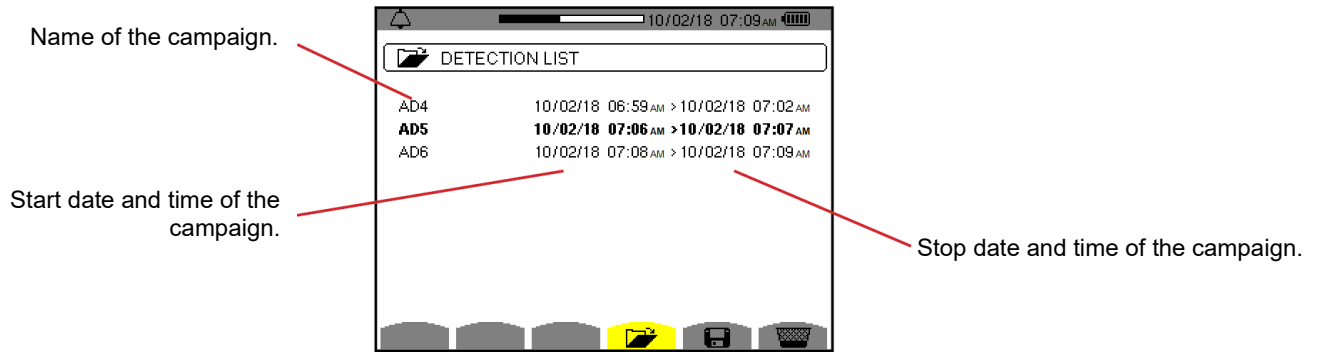 10/02/18 07:09AM
Name of the campaign.
DETECTION LIST
AD4 10/02/18 06:59AM > 10/02/18 07:02AM
AD5 10/02/18 07:06AM >10/02/18 07:07AM
AD6 10/02/18 07:08AM > 10/02/18 07:09AM
Start date and time of the
campaign.
Stop date and time of the campaign.